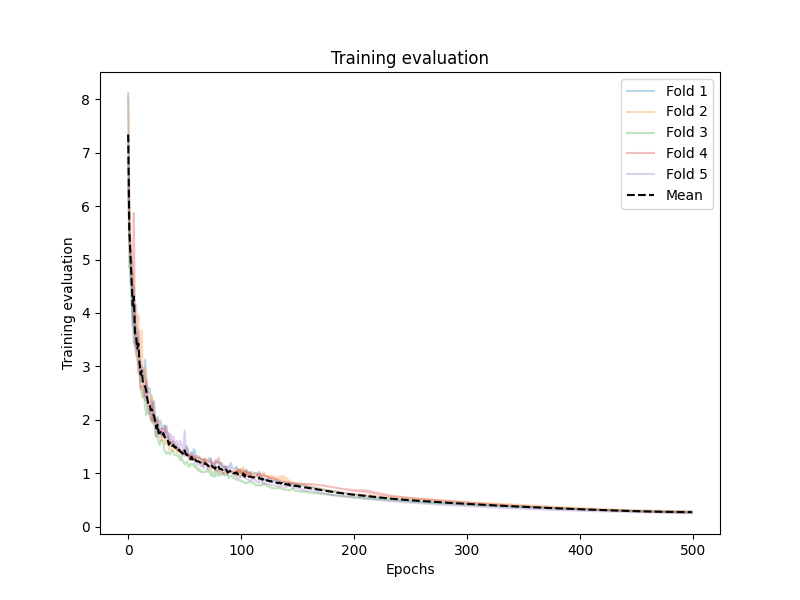 Training evaluation
Training evaluation
8
7
6
5
4
3
2
1
0
Fold 1
Fold 2
Fold 3
Fold 4
Fold 5
Mean
0 100 200 300 400 500
Epochs